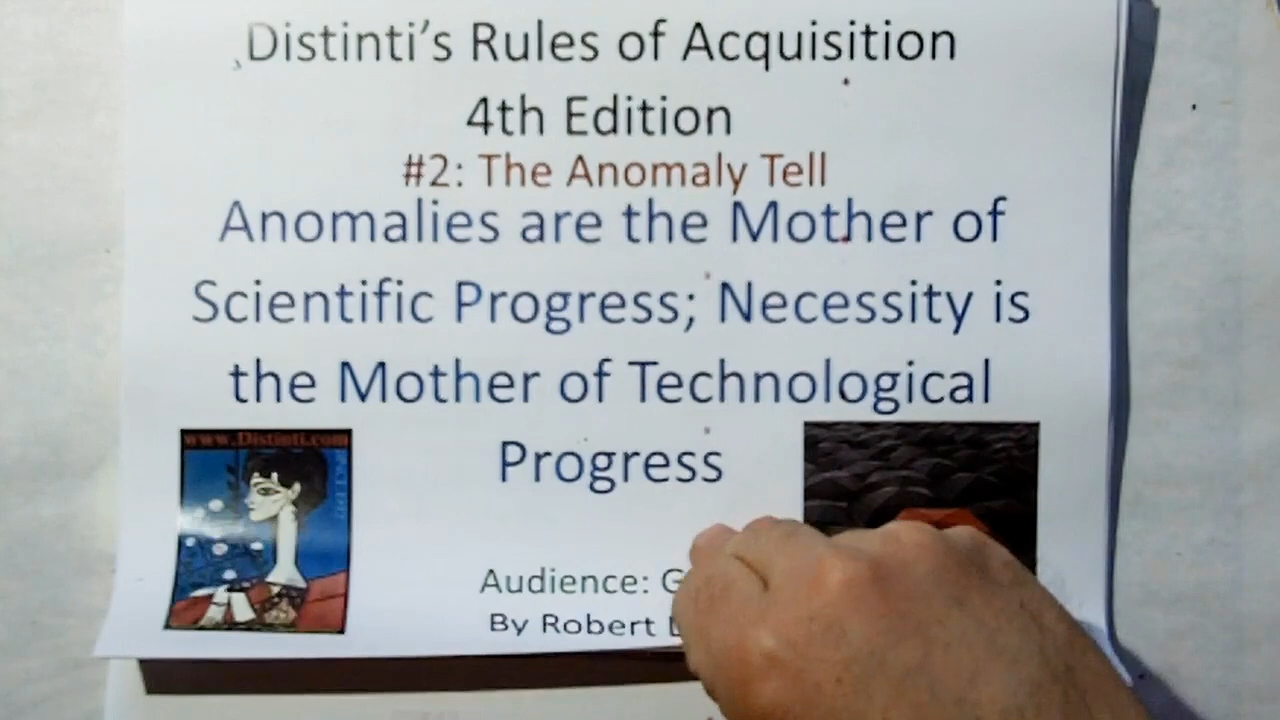 Distinti's Rules of Acquisition
4th Edition
#2: The Anomaly Tell
Anomalies are the Mother of
Scientific Progress; Necessity is
the Mother of Technological
Progress
www.Distinti.com
Audience:
By Robert